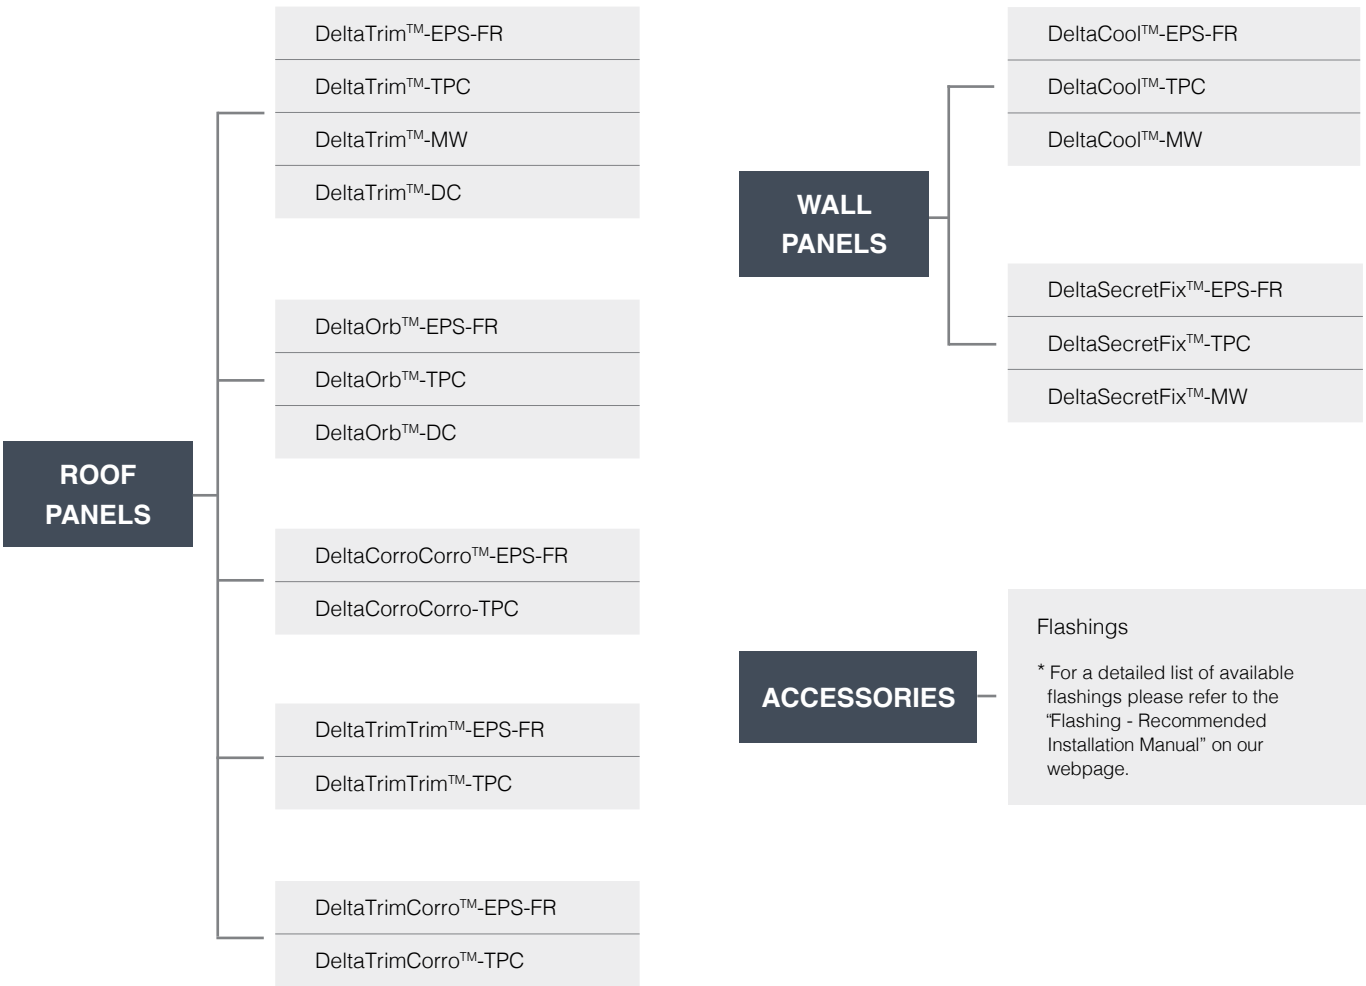 ROOF
PANELS
DeltaTrim™-EPS-FR
DeltaTrim™-TPC
DeltaTrim™-MW
DeltaTrim™-DC
DeltaOrb™-EPS-FR
DeltaOrb™-TPC
DeltaOrb™-DC
DeltaCorroCorro™-EPS-FR
DeltaCorroCorro-TPC
DeltaTrimTrim™-EPS-FR
DeltaTrimTrim™-TPC
DeltaTrimCorro™-EPS-FR
DeltaTrimCorro™-TPC
WALL
PANELS
DeltaCool™-EPS-FR
DeltaCool™-TPC
DeltaCool™-MW
DeltaSecretFix™-EPS-FR
DeltaSecretFix™-TPC
DeltaSecretFix™-MW
ACCESSORIES
Flashings
* For a detailed list of available
flashings please refer to the
“Flashing - Recommended
Installation Manual” on our
webpage.